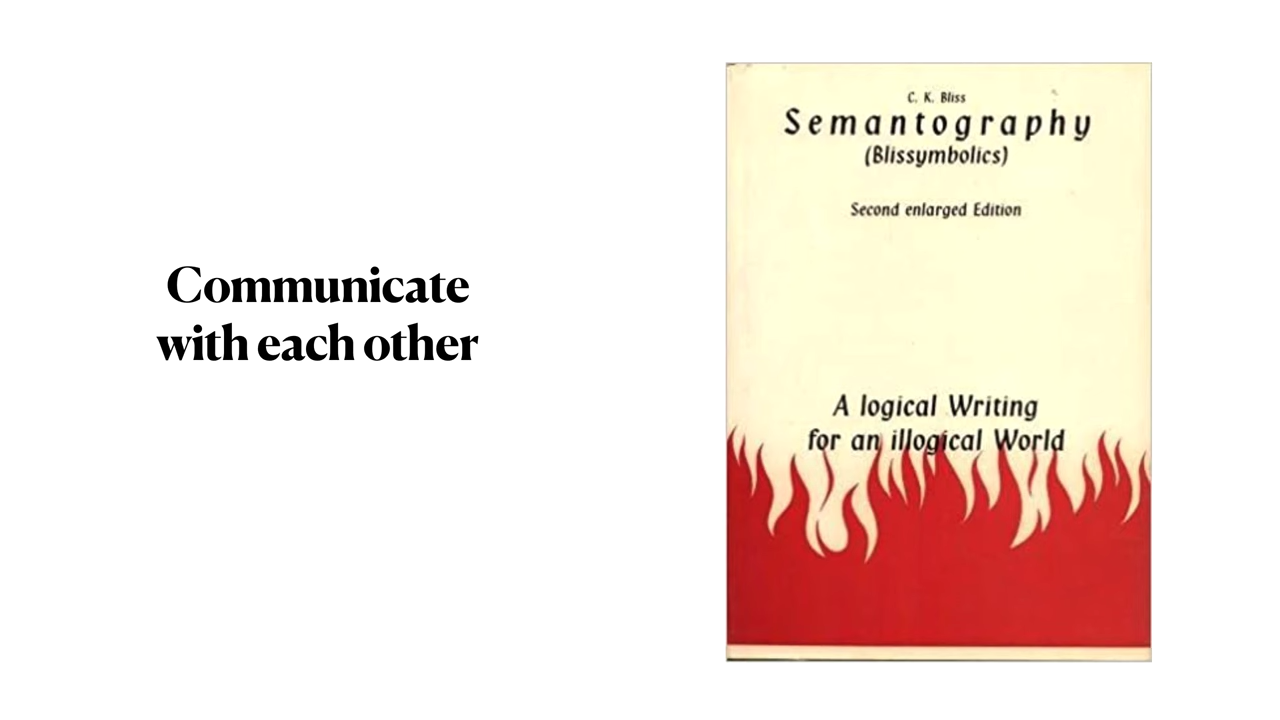 Communicate
with each other
C. K. Bliss
Semantography
(Blissymbolics)
Second enlarged Edition
A logical Writing
for an illogical World